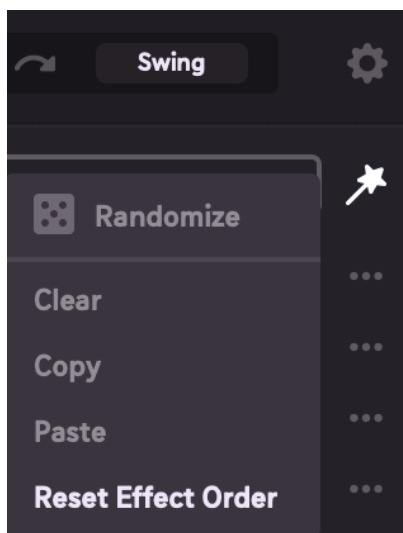 Swing
Randomize
Clear
Copy
Paste
Reset Effect Order